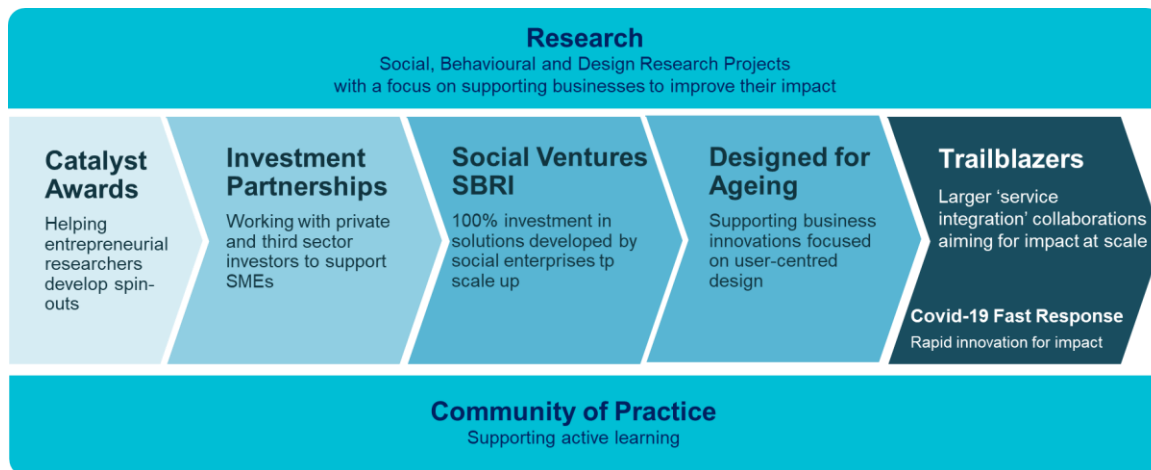 Research
Social, Behavioural and Design Research Projects
with a focus on supporting businesses to improve their impact
Catalyst
Awards
Helping
entrepreneurial
researchers
develop spin-
outs
Investment
Partnerships
Working with private
and third sector
investors to support
SMEs
Social Ventures
SBRI
100% investment in
solutions developed by
social enterprises tp
scale up
Designed for
Ageing
Supporting business
innovations focused
on user-centred
design
Trailblazers
Larger ‘service
integration’ collaborations
aiming for impact at scale
Covid-19 Fast Response
Rapid innovation for impact
Community of Practice
Supporting active learning